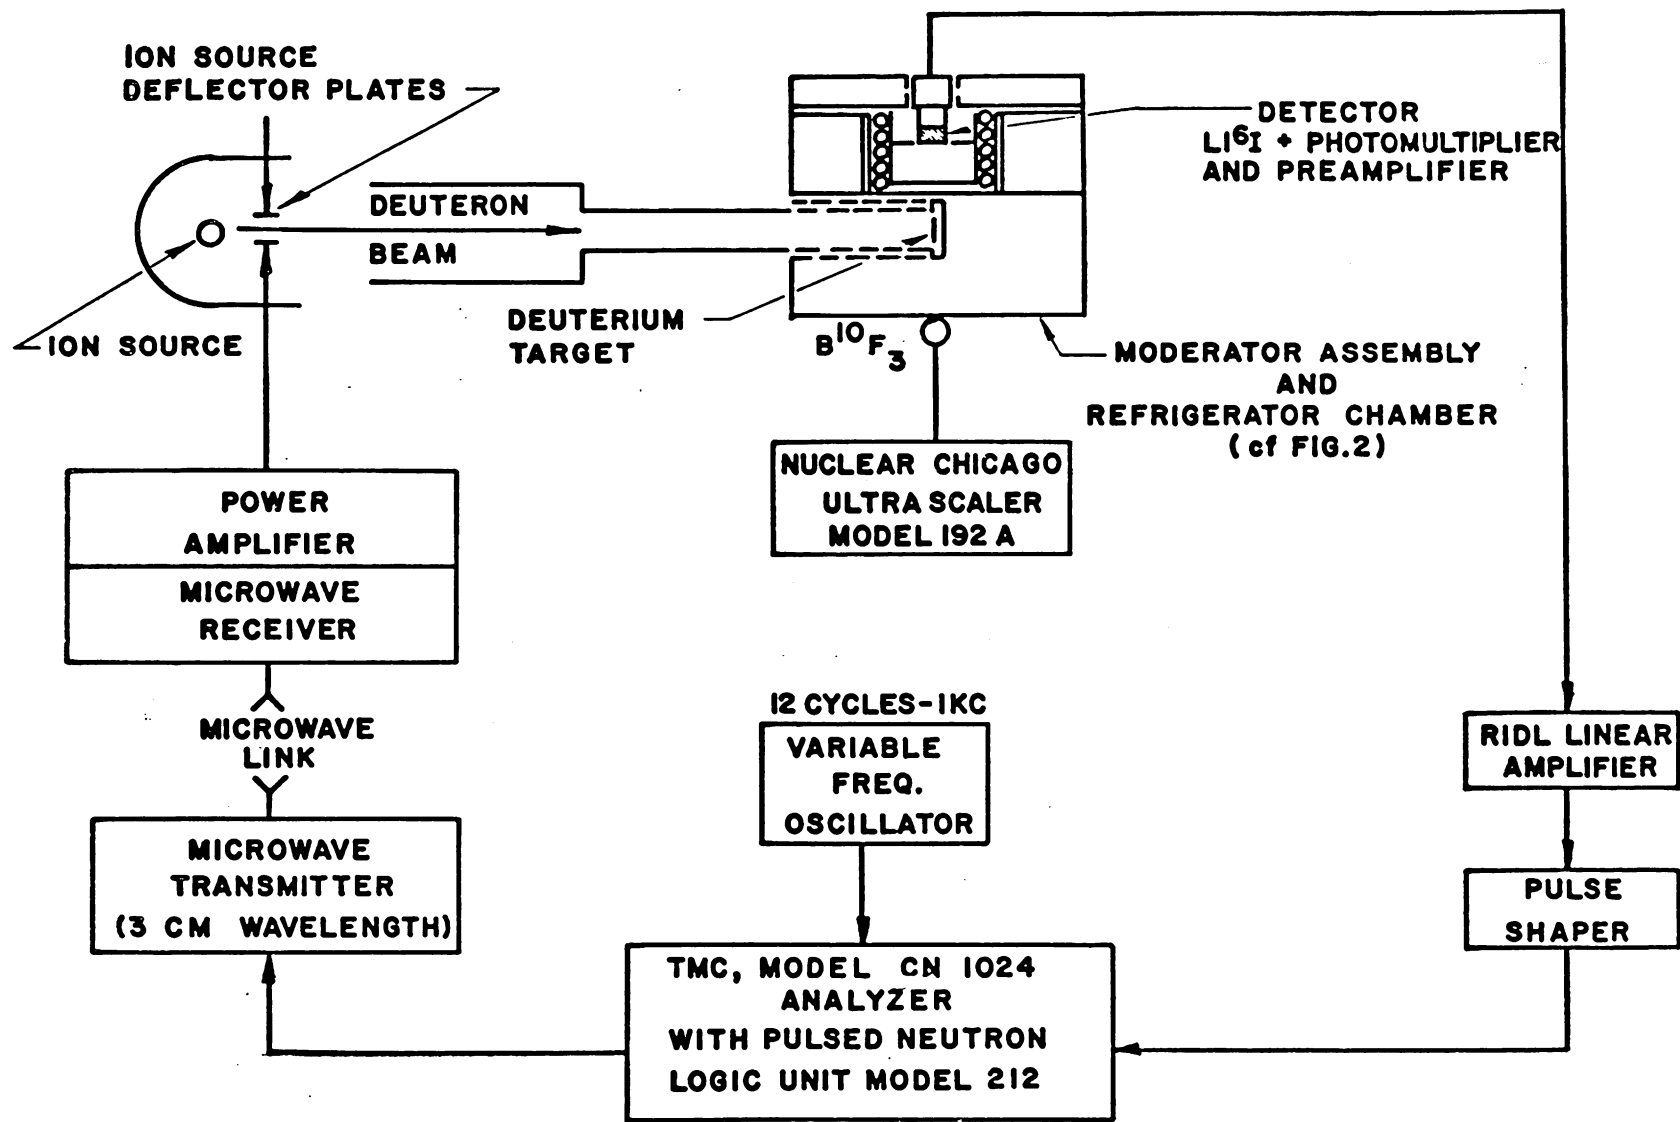 ION SOURCE
DEFLECTOR PLATES
DETECTOR
LI⁶I + PHOTOMULTIPLIER
AND PREAMPLIFIER
DEUTERON
BEAM
ION SOURCE
DEUTERIUM
TARGET
B¹⁰F₃
MODERATOR ASSEMBLY
AND
REFRIGERATOR CHAMBER
(cf FIG.2)
NUCLEAR CHICAGO
ULTRA SCALER
MODEL 192 A
POWER
AMPLIFIER
MICROWAVE
RECEIVER
MICROWAVE
LINK
MICROWAVE
TRANSMITTER
(3 CM WAVELENGTH)
12 CYCLES-1KC
VARIABLE
FREQ.
OSCILLATOR
RIDL LINEAR
AMPLIFIER
PULSE
SHAPER
TMC, MODEL CN 1024
ANALYZER
WITH PULSED NEUTRON
LOGIC UNIT MODEL 212